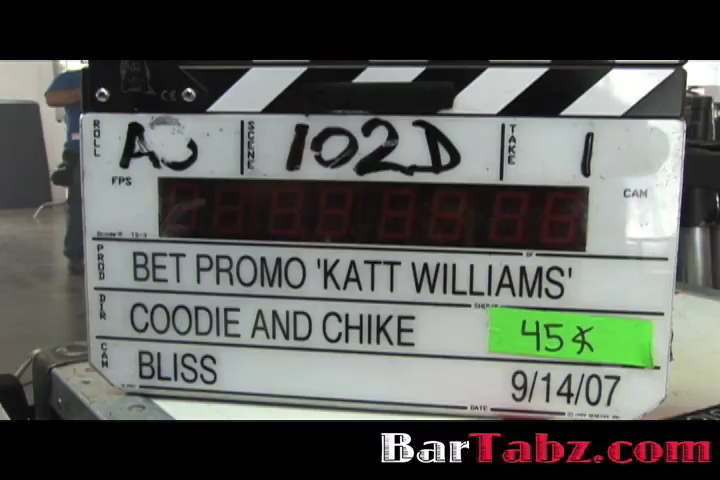 ROLL A SCENE 102D TAKE 1
FPS CAM
PROD BET PROMO 'KATT WILLIAMS'
DIR COODIE AND CHIKE 45
CAM BLISS DATE 9/14/07
BarTabz.com